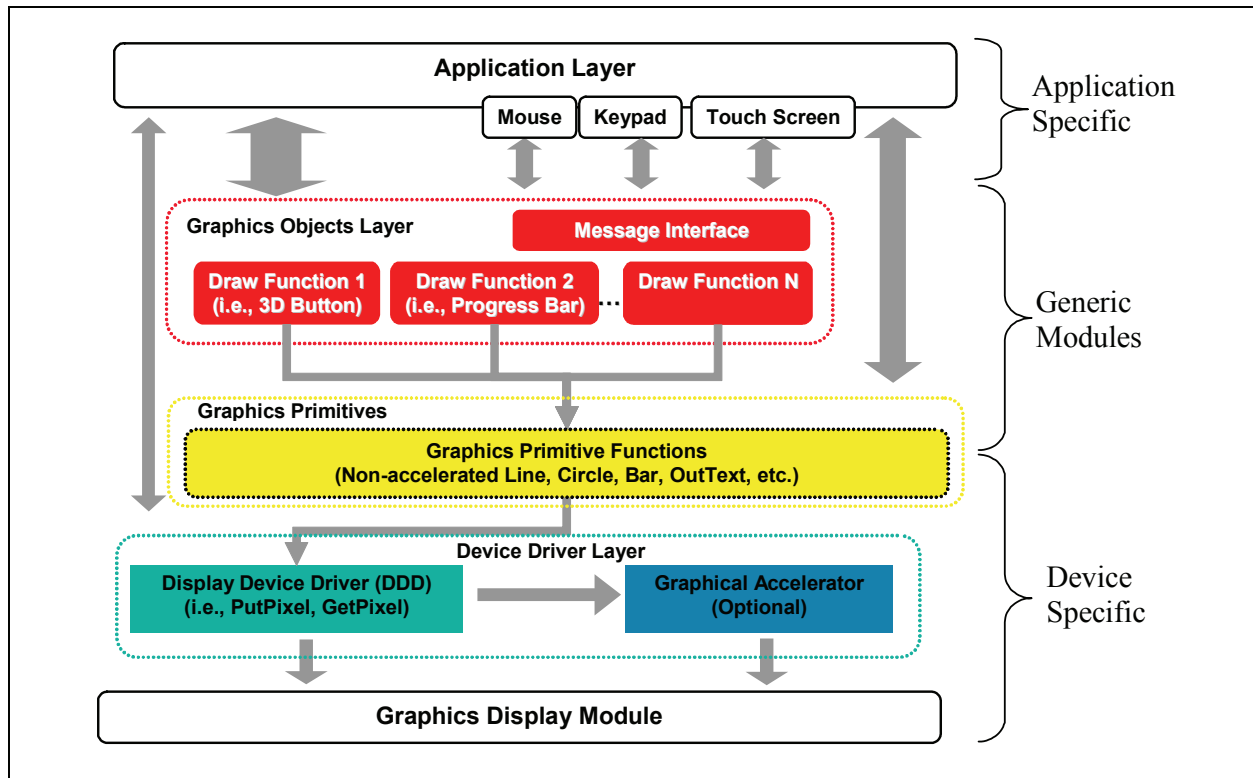 Application Layer
Mouse
Keypad
Touch Screen
Application
Specific
Graphics Objects Layer
Message Interface
Draw Function 1
(i.e., 3D Button)
Draw Function 2
(i.e., Progress Bar)
...
Draw Function N
Generic
Modules
Graphics Primitives
Graphics Primitive Functions
(Non-accelerated Line, Circle, Bar, OutText, etc.)
Device Driver Layer
Display Device Driver (DDD)
(i.e., PutPixel, GetPixel)
Graphical Accelerator
(Optional)
Device
Specific
Graphics Display Module